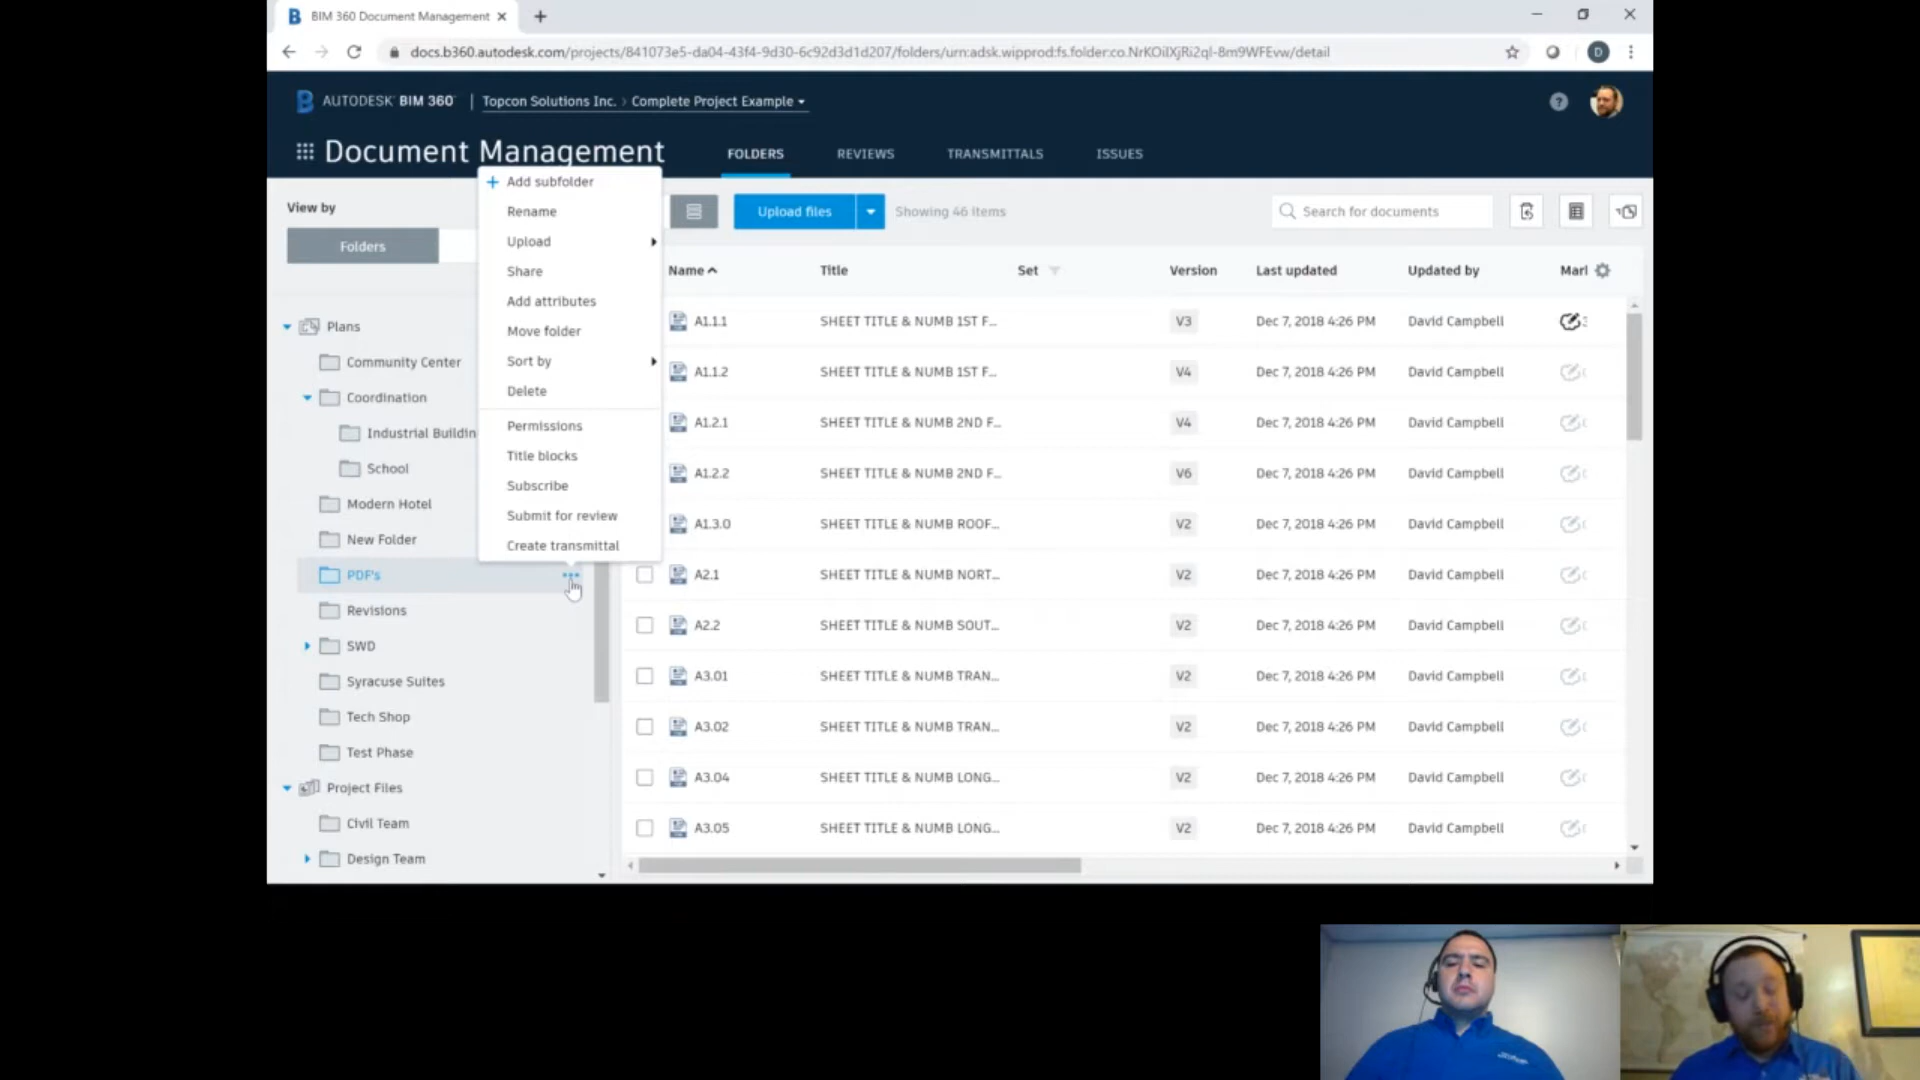 BIM 360 Document Management
docs.b360.autodesk.com/projects/841073e5-da04-43f4-9d30-6c92d3d1d207/folders/urn:adsk.wipprod:fs.folder:co.NrKOiIXjRi2ql-8m9WFEvw/detail
D
AUTODESK BIM 360 | Topcon Solutions Inc. › Complete Project Example
Document Management
FOLDERS REVIEWS TRANSMITTALS ISSUES
View by
Folders
Plans
Community Center
Coordination
Industrial Buildin
School
Modern Hotel
New Folder
PDF's
Revisions
SWD
Syracuse Suites
Tech Shop
Test Phase
Project Files
Civil Team
Design Team
+ Add subfolder
Rename
Upload
Share
Add attributes
Move folder
Sort by
Delete
Permissions
Title blocks
Subscribe
Submit for review
Create transmittal
Upload files Showing 46 items Search for documents
Name Title Set Version Last updated Updated by Marl
A1.1.1 SHEET TITLE & NUMB 1ST F... V3 Dec 7, 2018 4:26 PM David Campbell
A1.1.2 SHEET TITLE & NUMB 1ST F... V4 Dec 7, 2018 4:26 PM David Campbell
A1.2.1 SHEET TITLE & NUMB 2ND F... V4 Dec 7, 2018 4:26 PM David Campbell
A1.2.2 SHEET TITLE & NUMB 2ND F... V6 Dec 7, 2018 4:26 PM David Campbell
A1.3.0 SHEET TITLE & NUMB ROOF... V2 Dec 7, 2018 4:26 PM David Campbell
A2.1 SHEET TITLE & NUMB NORT... V2 Dec 7, 2018 4:26 PM David Campbell
A2.2 SHEET TITLE & NUMB SOUT... V2 Dec 7, 2018 4:26 PM David Campbell
A3.01 SHEET TITLE & NUMB TRAN... V2 Dec 7, 2018 4:26 PM David Campbell
A3.02 SHEET TITLE & NUMB TRAN... V2 Dec 7, 2018 4:26 PM David Campbell
A3.04 SHEET TITLE & NUMB LONG... V2 Dec 7, 2018 4:26 PM David Campbell
A3.05 SHEET TITLE & NUMB LONG... V2 Dec 7, 2018 4:26 PM David Campbell